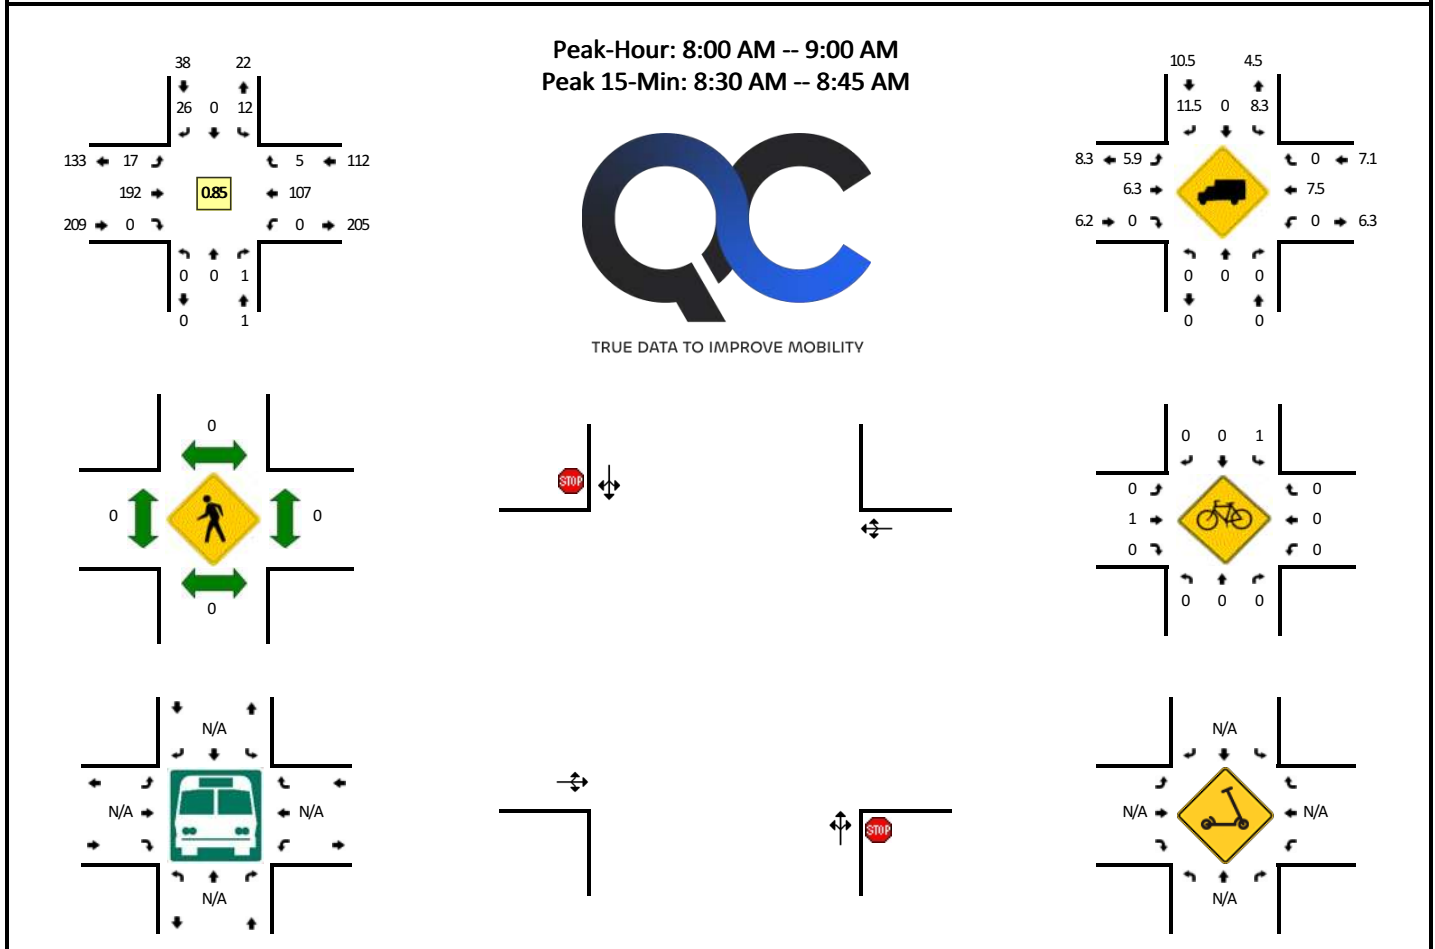 Peak-Hour: 8:00 AM -- 9:00 AM
Peak 15-Min: 8:30 AM -- 8:45 AM
38 22
26 0 12
133 17 5 112
192 0.85 107
209 0 0 205
0 0 1
0 1
TRUE DATA TO IMPROVE MOBILITY
10.5 4.5
11.5 0 8.3
8.3 5.9 0 7.1
6.3 7.5
6.2 0 0 6.3
0 0 0
0 0
0
0 0
0
STOP
STOP
0 0 1
0 0
1 0
0 0
0 0 0
N/A
N/A N/A
N/A
N/A
N/A N/A
N/A